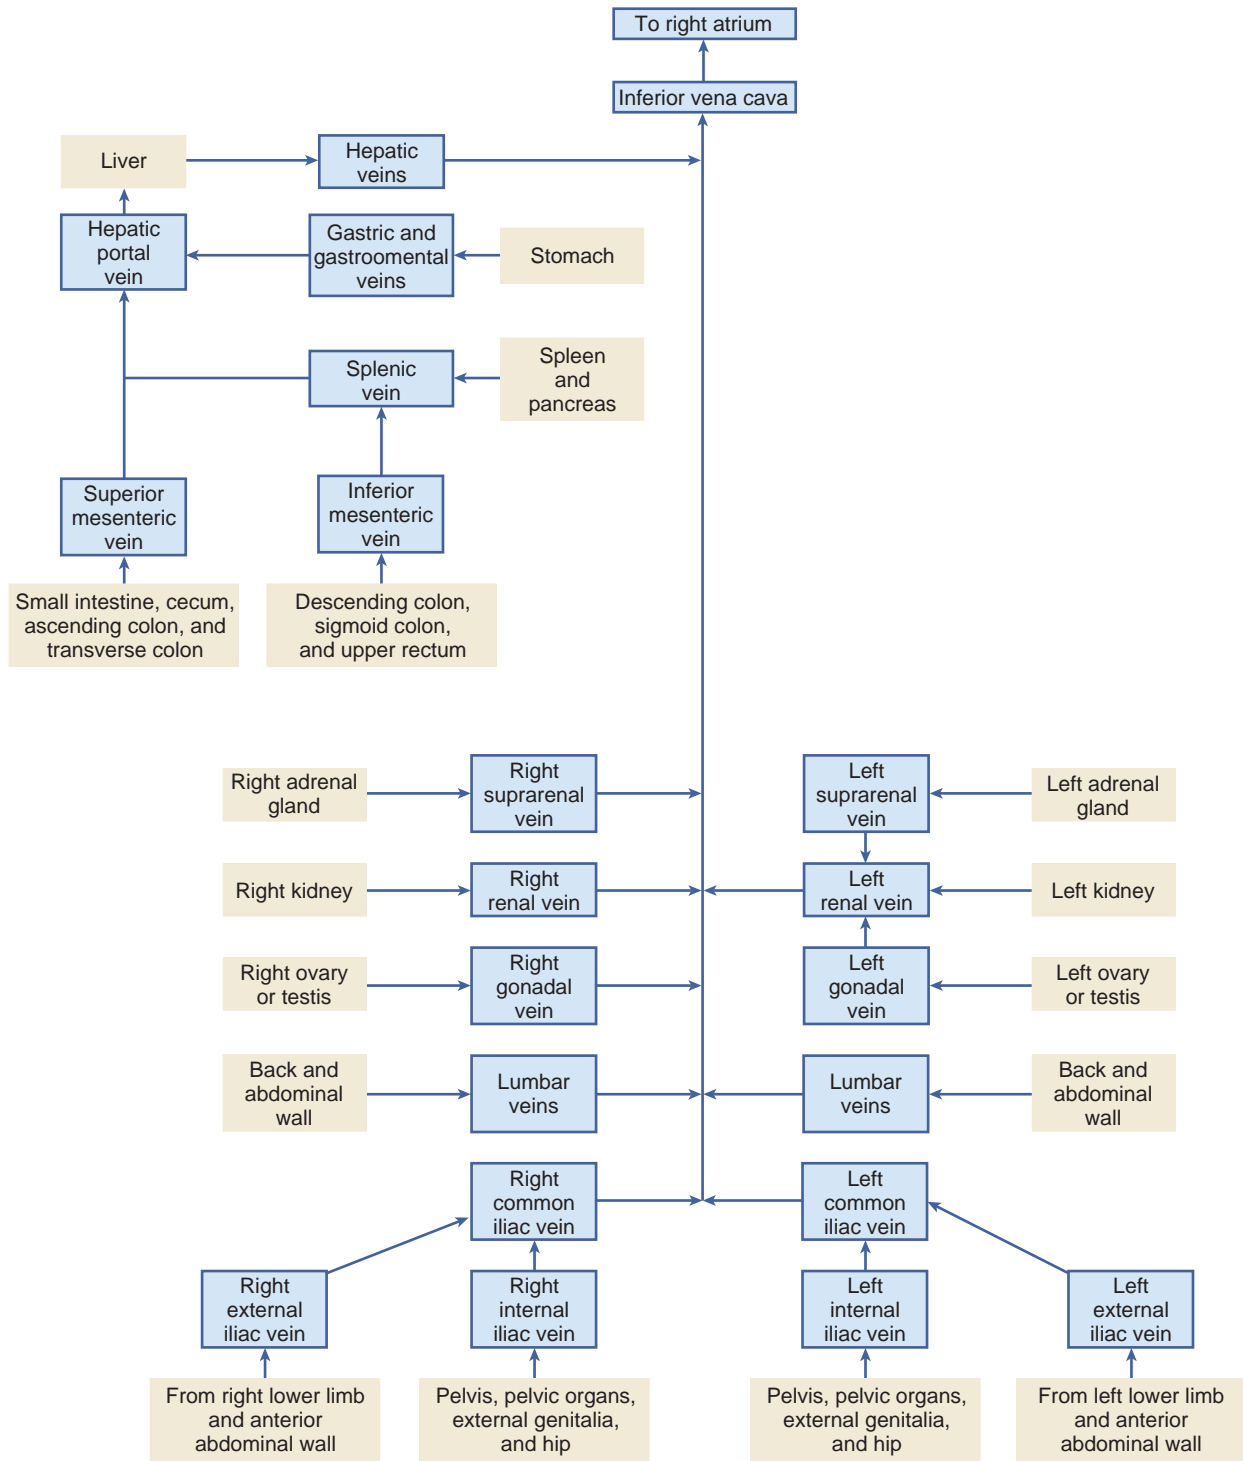 To right atrium
Inferior vena cava
Liver
Hepatic
veins
Hepatic
portal
vein
Gastric and
gastroomental
veins
Stomach
Splenic
vein
Spleen
and
pancreas
Superior
mesenteric
vein
Inferior
mesenteric
vein
Small intestine, cecum,
ascending colon, and
transverse colon
Descending colon,
sigmoid colon,
and upper rectum
Right adrenal
gland
Right
suprarenal
vein
Left
suprarenal
vein
Left adrenal
gland
Right kidney
Right
renal vein
Left
renal vein
Left kidney
Right ovary
or testis
Right
gonadal
vein
Left
gonadal
vein
Left ovary
or testis
Back and
abdominal
wall
Lumbar
veins
Lumbar
veins
Back and
abdominal
wall
Right
common
iliac vein
Left
common
iliac vein
Right
external
iliac vein
Right
internal
iliac vein
Left
internal
iliac vein
Left
external
iliac vein
From right lower limb
and anterior
abdominal wall
Pelvis, pelvic organs,
external genitalia,
and hip
Pelvis, pelvic organs,
external genitalia,
and hip
From left lower limb
and anterior
abdominal wall